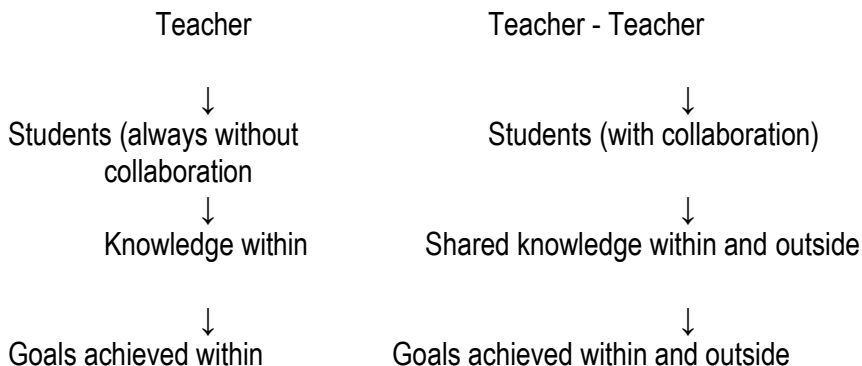 Teacher
Teacher - Teacher
↓
↓
Students (always without
collaboration
Students (with collaboration)
↓
↓
Knowledge within
Shared knowledge within and outside
↓
↓
Goals achieved within
Goals achieved within and outside